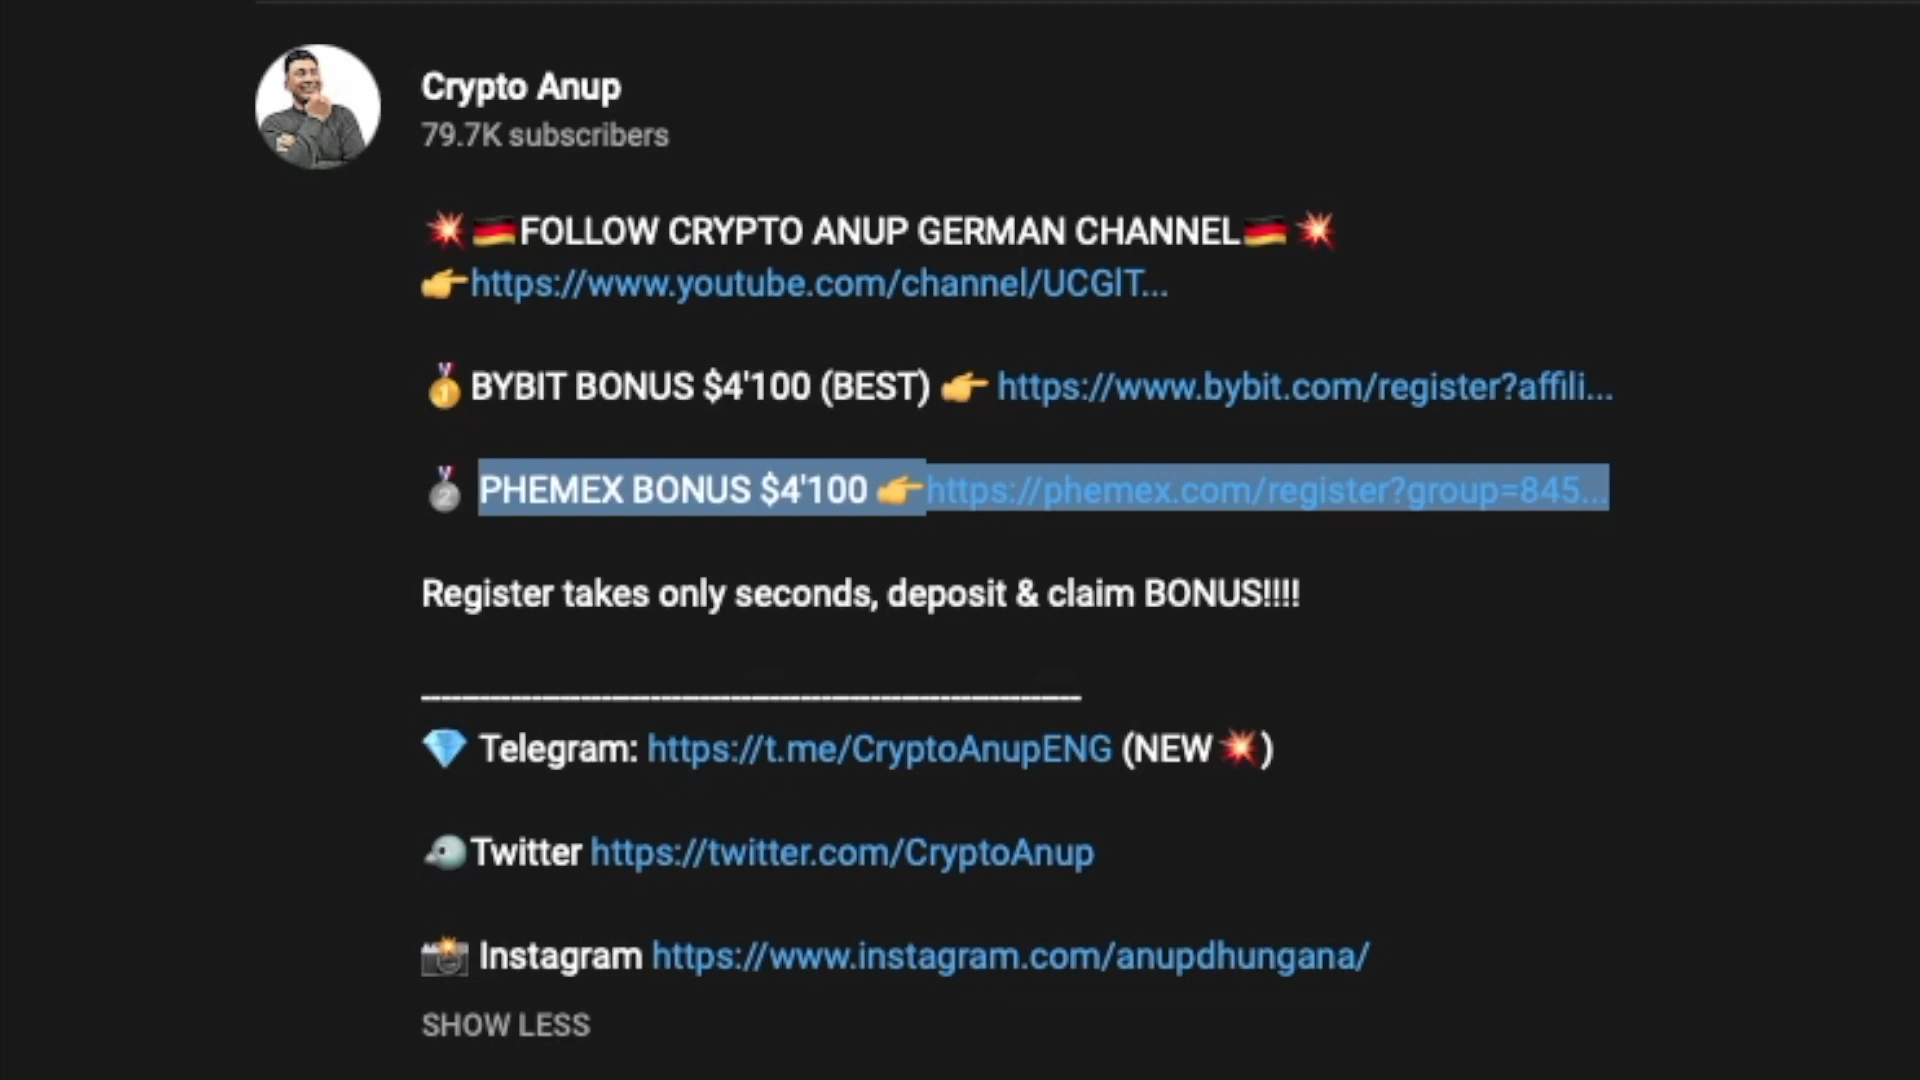 Crypto Anup
79.7K subscribers
💥🇩🇪FOLLOW CRYPTO ANUP GERMAN CHANNEL🇩🇪💥
👉https://www.youtube.com/channel/UCGlT...
🥇BYBIT BONUS $4'100 (BEST) 👉 https://www.bybit.com/register?affili...
🥈 PHEMEX BONUS $4'100 👉https://phemex.com/register?group=845...
Register takes only seconds, deposit & claim BONUS!!!!
💎 Telegram: https://t.me/CryptoAnupENG (NEW💥)
🐦Twitter https://twitter.com/CryptoAnup
📸 Instagram https://www.instagram.com/anupdhungana/
SHOW LESS